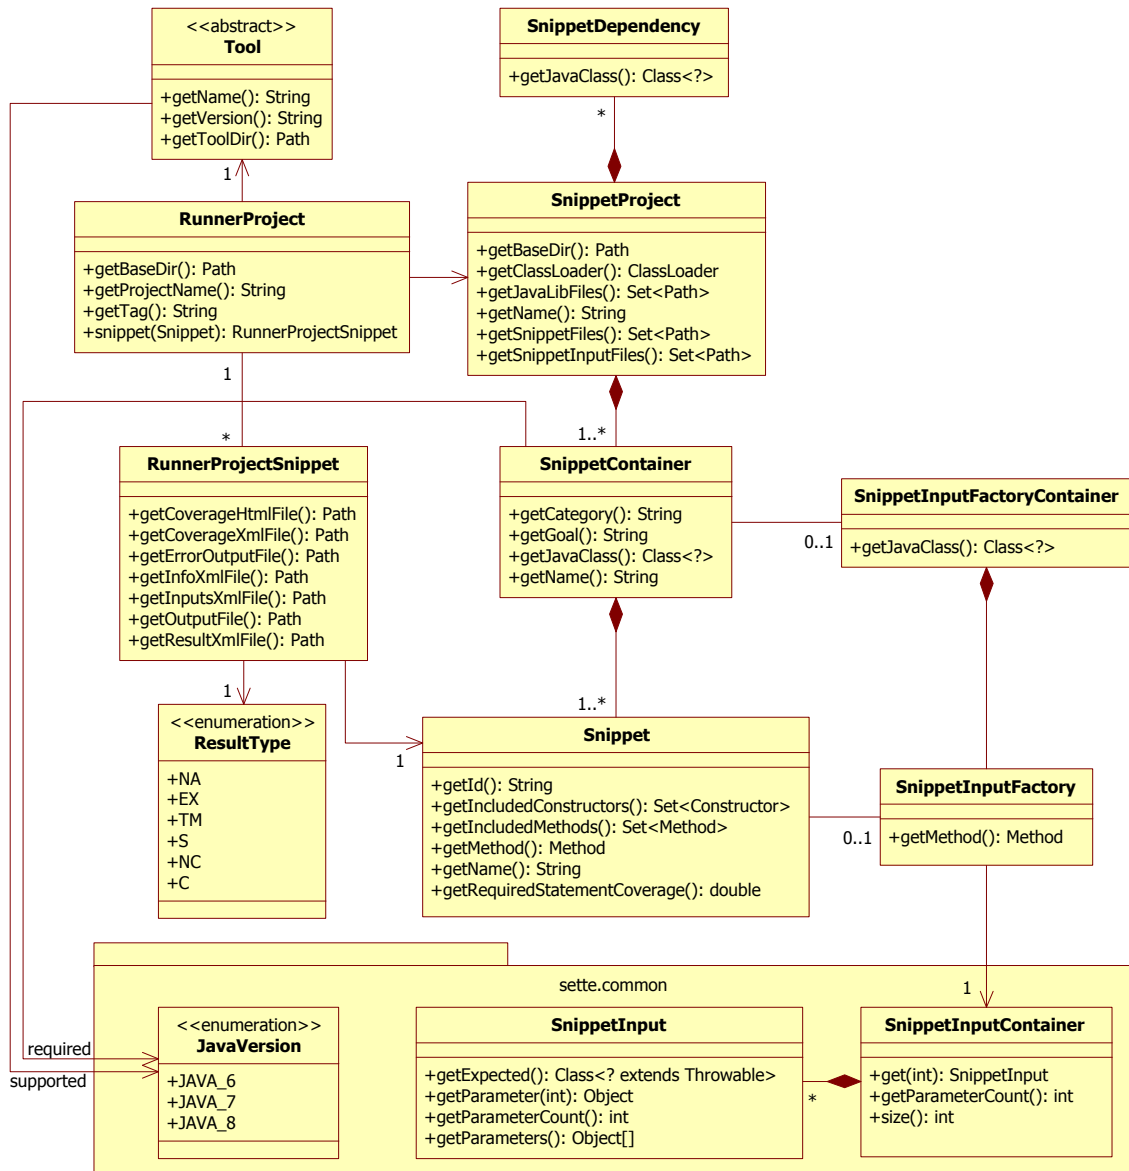 <<abstract>>
Tool
+getName(): String
+getVersion(): String
+getToolDir(): Path
SnippetDependency
+getJavaClass(): Class<?>
*
1
RunnerProject
+getBaseDir(): Path
+getProjectName(): String
+getTag(): String
+snippet(Snippet): RunnerProjectSnippet
SnippetProject
+getBaseDir(): Path
+getClassLoader(): ClassLoader
+getJavaLibFiles(): Set<Path>
+getName(): String
+getSnippetFiles(): Set<Path>
+getSnippetInputFiles(): Set<Path>
1
*
1..*
RunnerProjectSnippet
+getCoverageHtmlFile(): Path
+getCoverageXmlFile(): Path
+getErrorOutputFile(): Path
+getInfoXmlFile(): Path
+getInputsXmlFile(): Path
+getOutputFile(): Path
+getResultXmlFile(): Path
SnippetContainer
+getCategory(): String
+getGoal(): String
+getJavaClass(): Class<?>
+getName(): String
SnippetInputFactoryContainer
+getJavaClass(): Class<?>
0..1
1
1..*
<<enumeration>>
ResultType
+NA
+EX
+TM
+S
+NC
+C
1
Snippet
+getId(): String
+getIncludedConstructors(): Set<Constructor>
+getIncludedMethods(): Set<Method>
+getMethod(): Method
+getName(): String
+getRequiredStatementCoverage(): double
0..1
SnippetInputFactory
+getMethod(): Method
1
sette.common
required
supported
<<enumeration>>
JavaVersion
+JAVA_6
+JAVA_7
+JAVA_8
SnippetInput
+getExpected(): Class<? extends Throwable>
+getParameter(int): Object
+getParameterCount(): int
+getParameters(): Object[]
*
SnippetInputContainer
+get(int): SnippetInput
+getParameterCount(): int
+size(): int